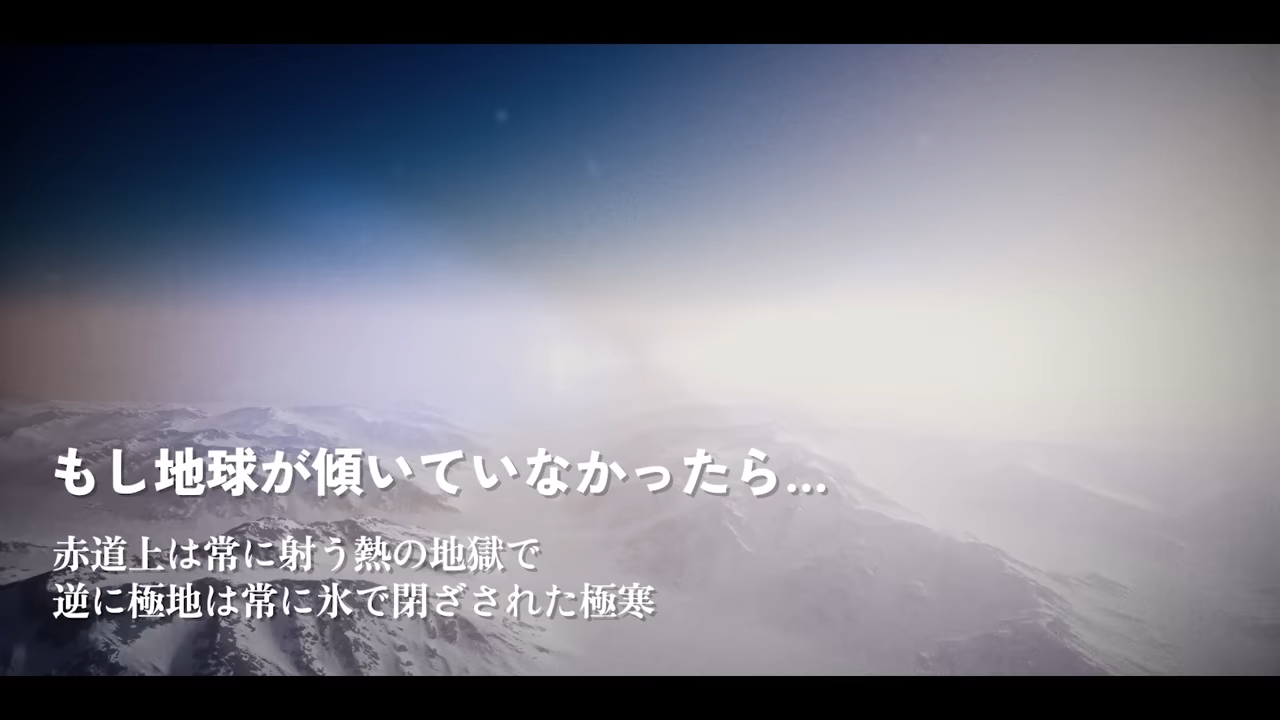 もし地球が傾いていなかったら...
赤道上は常に射う熱の地獄で
逆に極地は常に氷で閉ざされた極寒